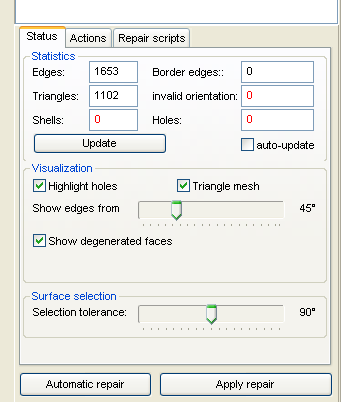 Status Actions Repair scripts
Statistics
Edges: 1653 Border edges:: 0
Triangles: 1102 invalid orientation: 0
Shells: 0 Holes: 0
Update auto-update
Visualization
Highlight holes Triangle mesh
Show edges from 45°
Show degenerated faces
Surface selection
Selection tolerance: 90°
Automatic repair Apply repair